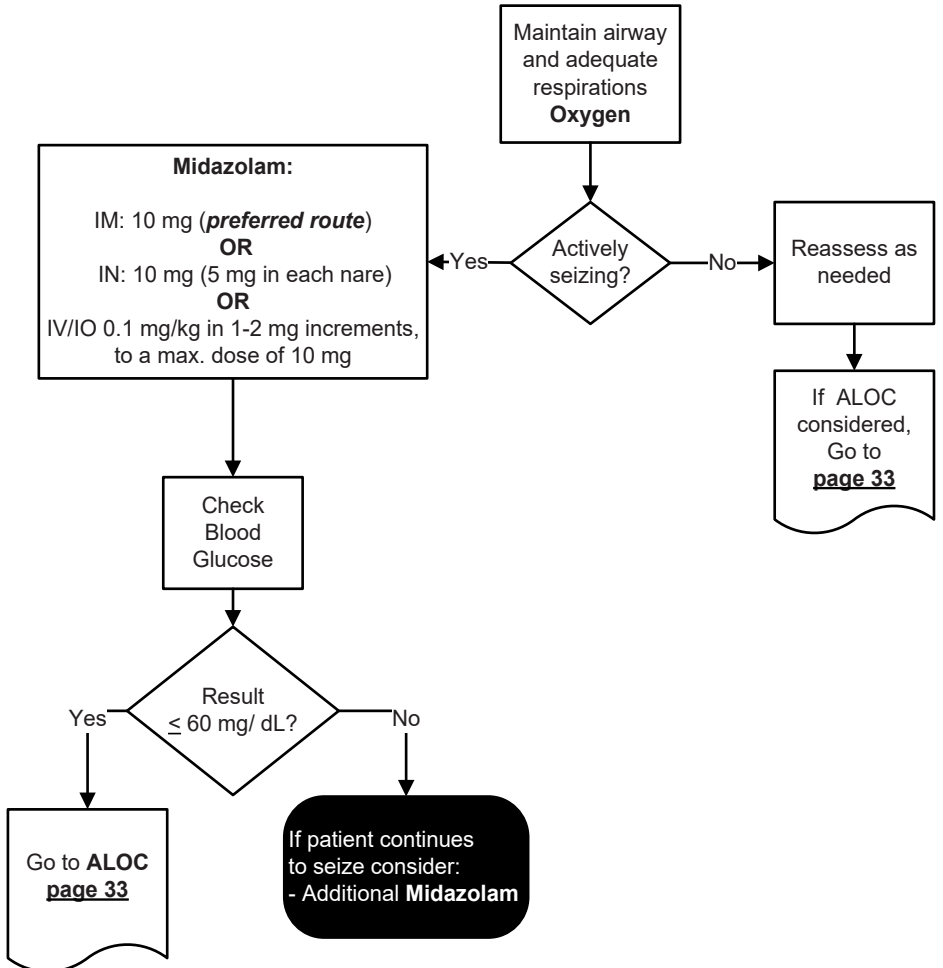 Maintain airway
and adequate
respirations
Oxygen
Actively
seizing?
Yes
No
Midazolam:
IM: 10 mg (preferred route)
OR
IN: 10 mg (5 mg in each nare)
OR
IV/IO 0.1 mg/kg in 1-2 mg increments,
to a max. dose of 10 mg
Reassess as
needed
If ALOC
considered,
Go to
page 33
Check
Blood
Glucose
Result
≤ 60 mg/ dL?
Yes
No
Go to ALOC
page 33
If patient continues
to seize consider:
- Additional Midazolam